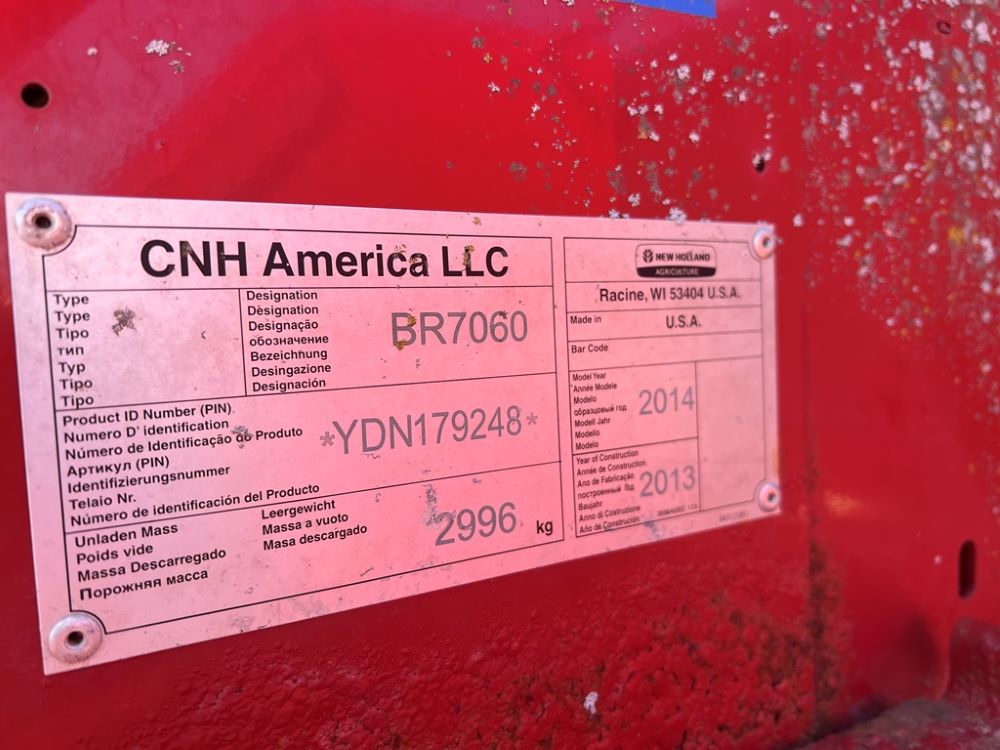 CNH America LLC
Type
Type
Tipo
тип
Typ
Tipo
Tipo
Designation
Désignation
Designação
обозначение
Bezeichnung
Desingazione
Designación
BR7060
Product ID Number (PIN)
Numero D' identification
Número de Identificação do Produto
Артикул (PIN)
Identifizierungsnummer
Telaio Nr.
Número de identificación del Producto
*YDN179248*
Unladen Mass
Poids vide
Massa Descarregado
Порожняя масса
Leergewicht
Massa a vuoto
Masa descargado
2996 kg
NEW HOLLAND
AGRICULTURE
Racine, WI 53404 U.S.A.
Made in U.S.A.
Bar Code
Model Year
Année Modele
Modelo
образцовый год
Modell Jahr
Modello
Modelo
2014
Year of Construction
Année de Construction
Ano de Fabricação
построенный год
Baujahr
Anno di Costruzione
Año de Construción
2013